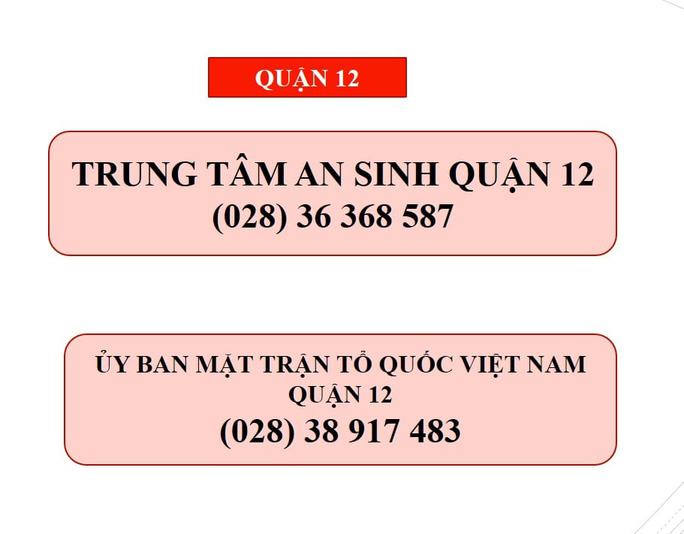 QUẬN 12
TRUNG TÂM AN SINH QUẬN 12
(028) 36 368 587
ỦY BAN MẶT TRẬN TỔ QUỐC VIỆT NAM
QUẬN 12
(028) 38 917 483